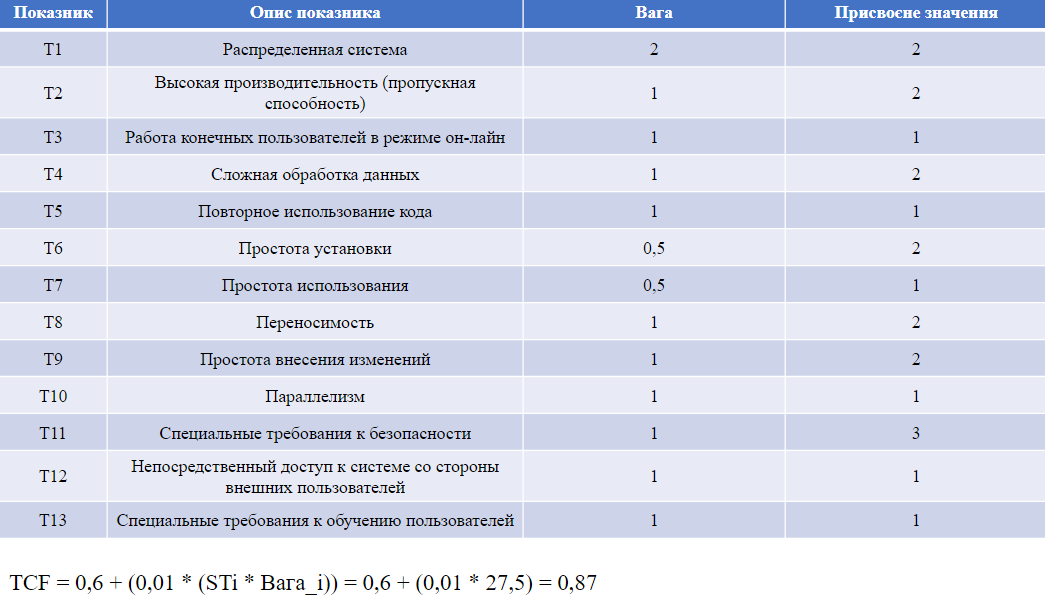 Показник Опис показника Вага Присвоєне значення
T1 Распределенная система 2 2
T2 Высокая производительность (пропускная способность) 1 2
T3 Работа конечных пользователей в режиме он-лайн 1 1
T4 Сложная обработка данных 1 2
T5 Повторное использование кода 1 1
T6 Простота установки 0,5 2
T7 Простота использования 0,5 1
T8 Переносимость 1 2
T9 Простота внесения изменений 1 2
T10 Параллелизм 1 1
T11 Специальные требования к безопасности 1 3
T12 Непосредственный доступ к системе со стороны внешних пользователей 1 1
T13 Специальные требования к обучению пользователей 1 1
TCF = 0,6 + (0,01 * (STi * Вага_i)) = 0,6 + (0,01 * 27,5) = 0,87